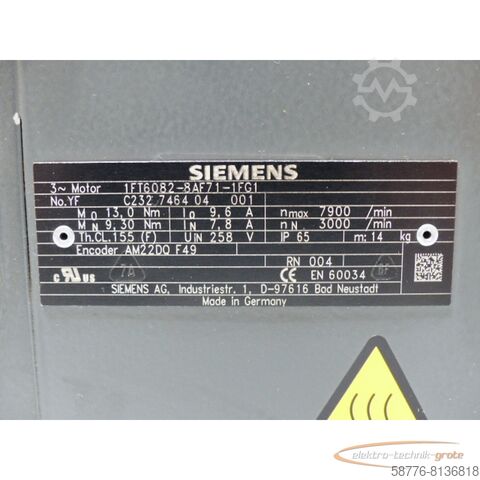 SIEMENS
3~ Motor 1FT6082-8AF71-1FG1
No.YF C232 7464 04 001
M0 13,0 Nm I0 9,6 A nmax 7900 /min
MN 9,30 Nm IN 7,8 A nN 3000 /min
Th.CL.155 (F) UIN 258 V IP 65 m: 14 kg
Encoder AM22DQ F49
RN 004
CE EN 60034
C UR US
SIEMENS AG, Industriestr. 1, D-97616 Bad Neustadt
Made in Germany
elektro-technik-grote
58776-8136818